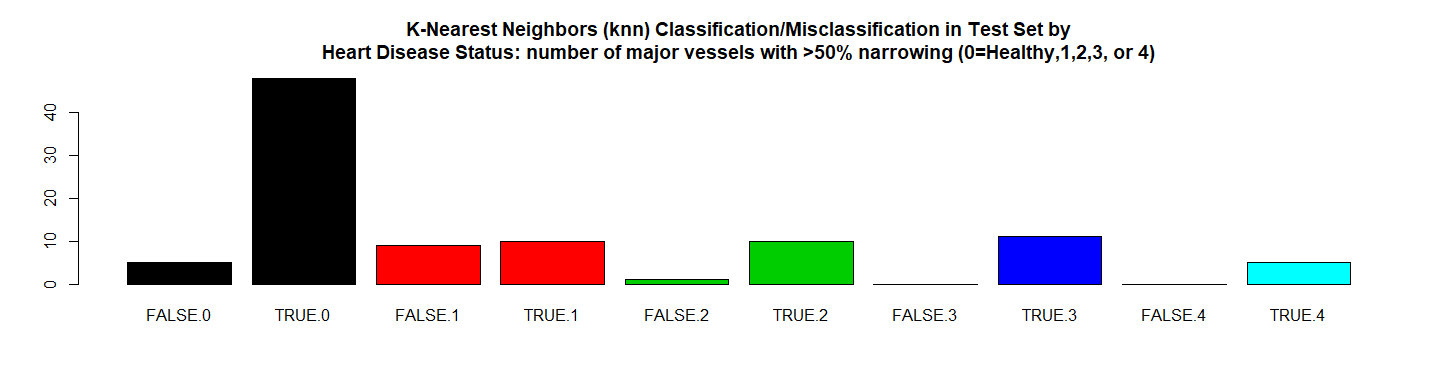 K-Nearest Neighbors (knn) Classification/Misclassification in Test Set by
Heart Disease Status: number of major vessels with >50% narrowing (0=Healthy,1,2,3, or 4)
40
30
20
10
0
FALSE.0 TRUE.0 FALSE.1 TRUE.1 FALSE.2 TRUE.2 FALSE.3 TRUE.3 FALSE.4 TRUE.4